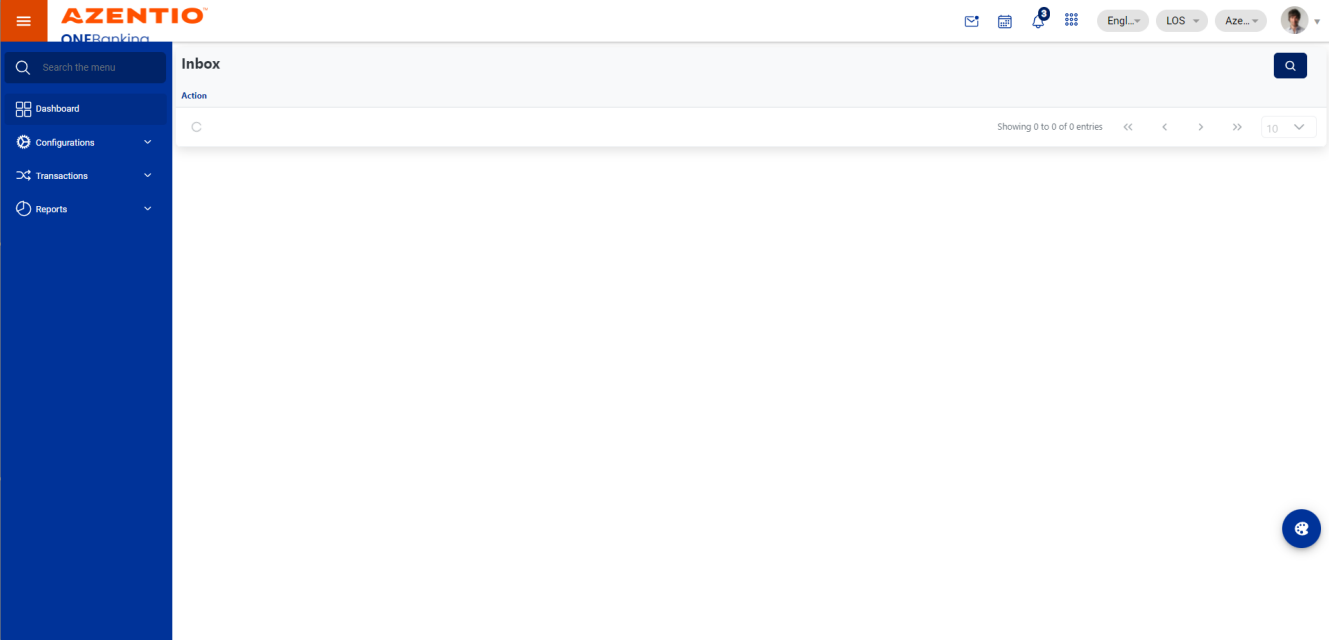 AZENTIO™
ONEBanking
3
Engl...
LOS
Aze...
Search the menu
Dashboard
Configurations
Transactions
Reports
Inbox
Action
Showing 0 to 0 of 0 entries
10